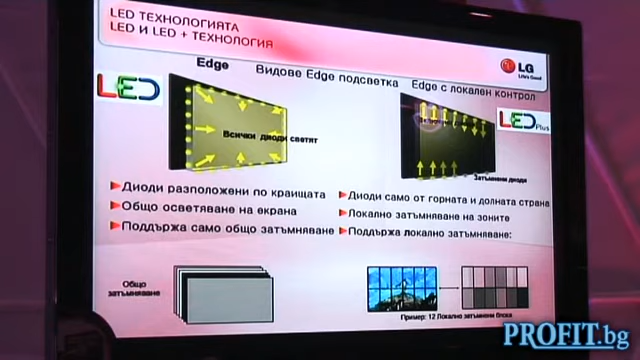 LED ТЕХНОЛОГИЯТА
LED И LED + ТЕХНОЛОГИЯ
LG
Life's Good
Edge
Видове Edge подсветка
Edge с локален контрол
LED
LED Plus
Всички диоди светят
Затъмнени диоди
Диоди разположени по краищата
Общо осветяване на екрана
Поддържа само общо затъмняване
Диоди само от горната и долната страна
Локално затъмняване на зоните
Поддържа локално затъмняване:
Общо
затъмняване
Пример: 12 Локално затъмнени блока
PROFIT.bg